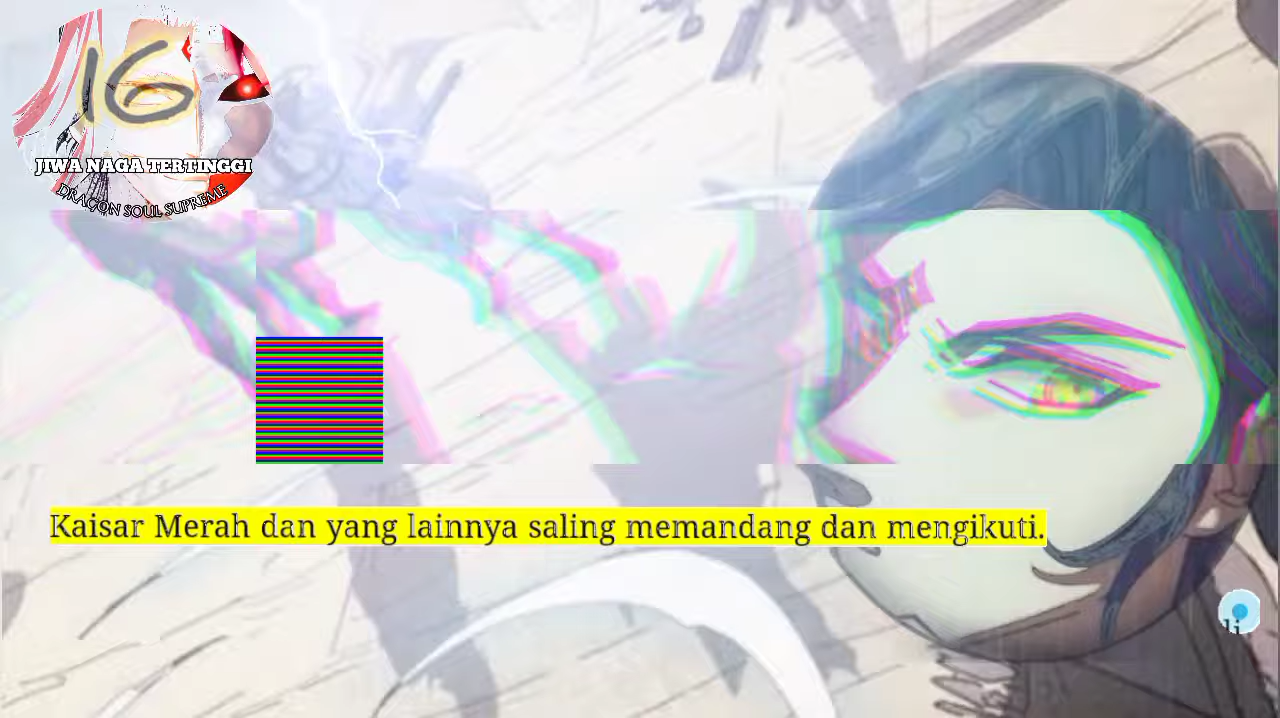 16
JIWA NAGA TERTINGGI
DRAGON SOUL SUPREME
Kaisar Merah dan yang lainnya saling memandang dan mengikuti.